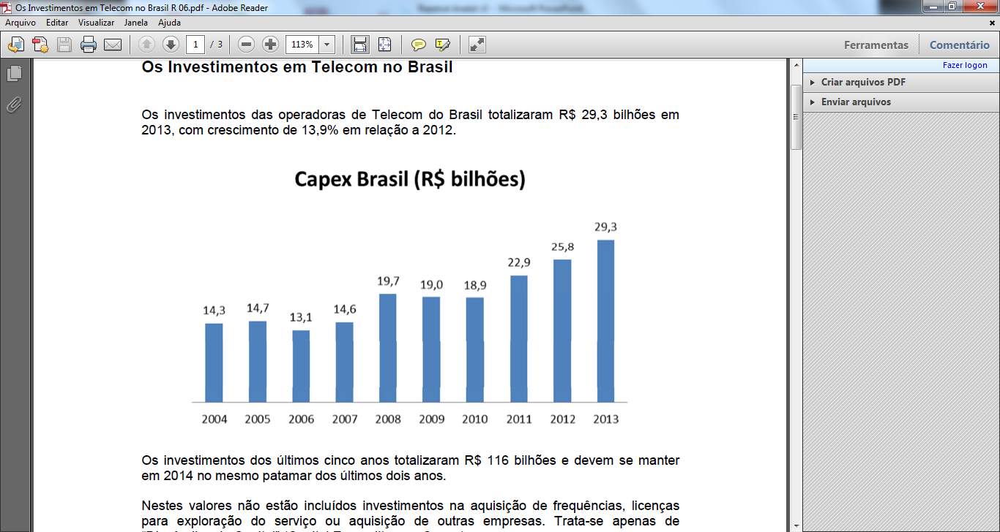 Os Investimentos em Telecom no Brasil R 06.pdf - Adobe Reader
Arquivo Editar Visualizar Janela Ajuda
1 / 3 113%
Ferramentas Comentário
Fazer logon
Criar arquivos PDF
Enviar arquivos
Os Investimentos em Telecom no Brasil
Os investimentos das operadoras de Telecom do Brasil totalizaram R$ 29,3 bilhões em
2013, com crescimento de 13,9% em relação a 2012.
Capex Brasil (R$ bilhões)
14,3 14,7 13,1 14,6 19,7 19,0 18,9 22,9 25,8 29,3
2004 2005 2006 2007 2008 2009 2010 2011 2012 2013
Os investimentos dos últimos cinco anos totalizaram R$ 116 bilhões e devem se manter
em 2014 no mesmo patamar dos últimos dois anos.
Nestes valores não estão incluídos investimentos na aquisição de frequências, licenças
para exploração do serviço ou aquisição de outras empresas. Trata-se apenas de